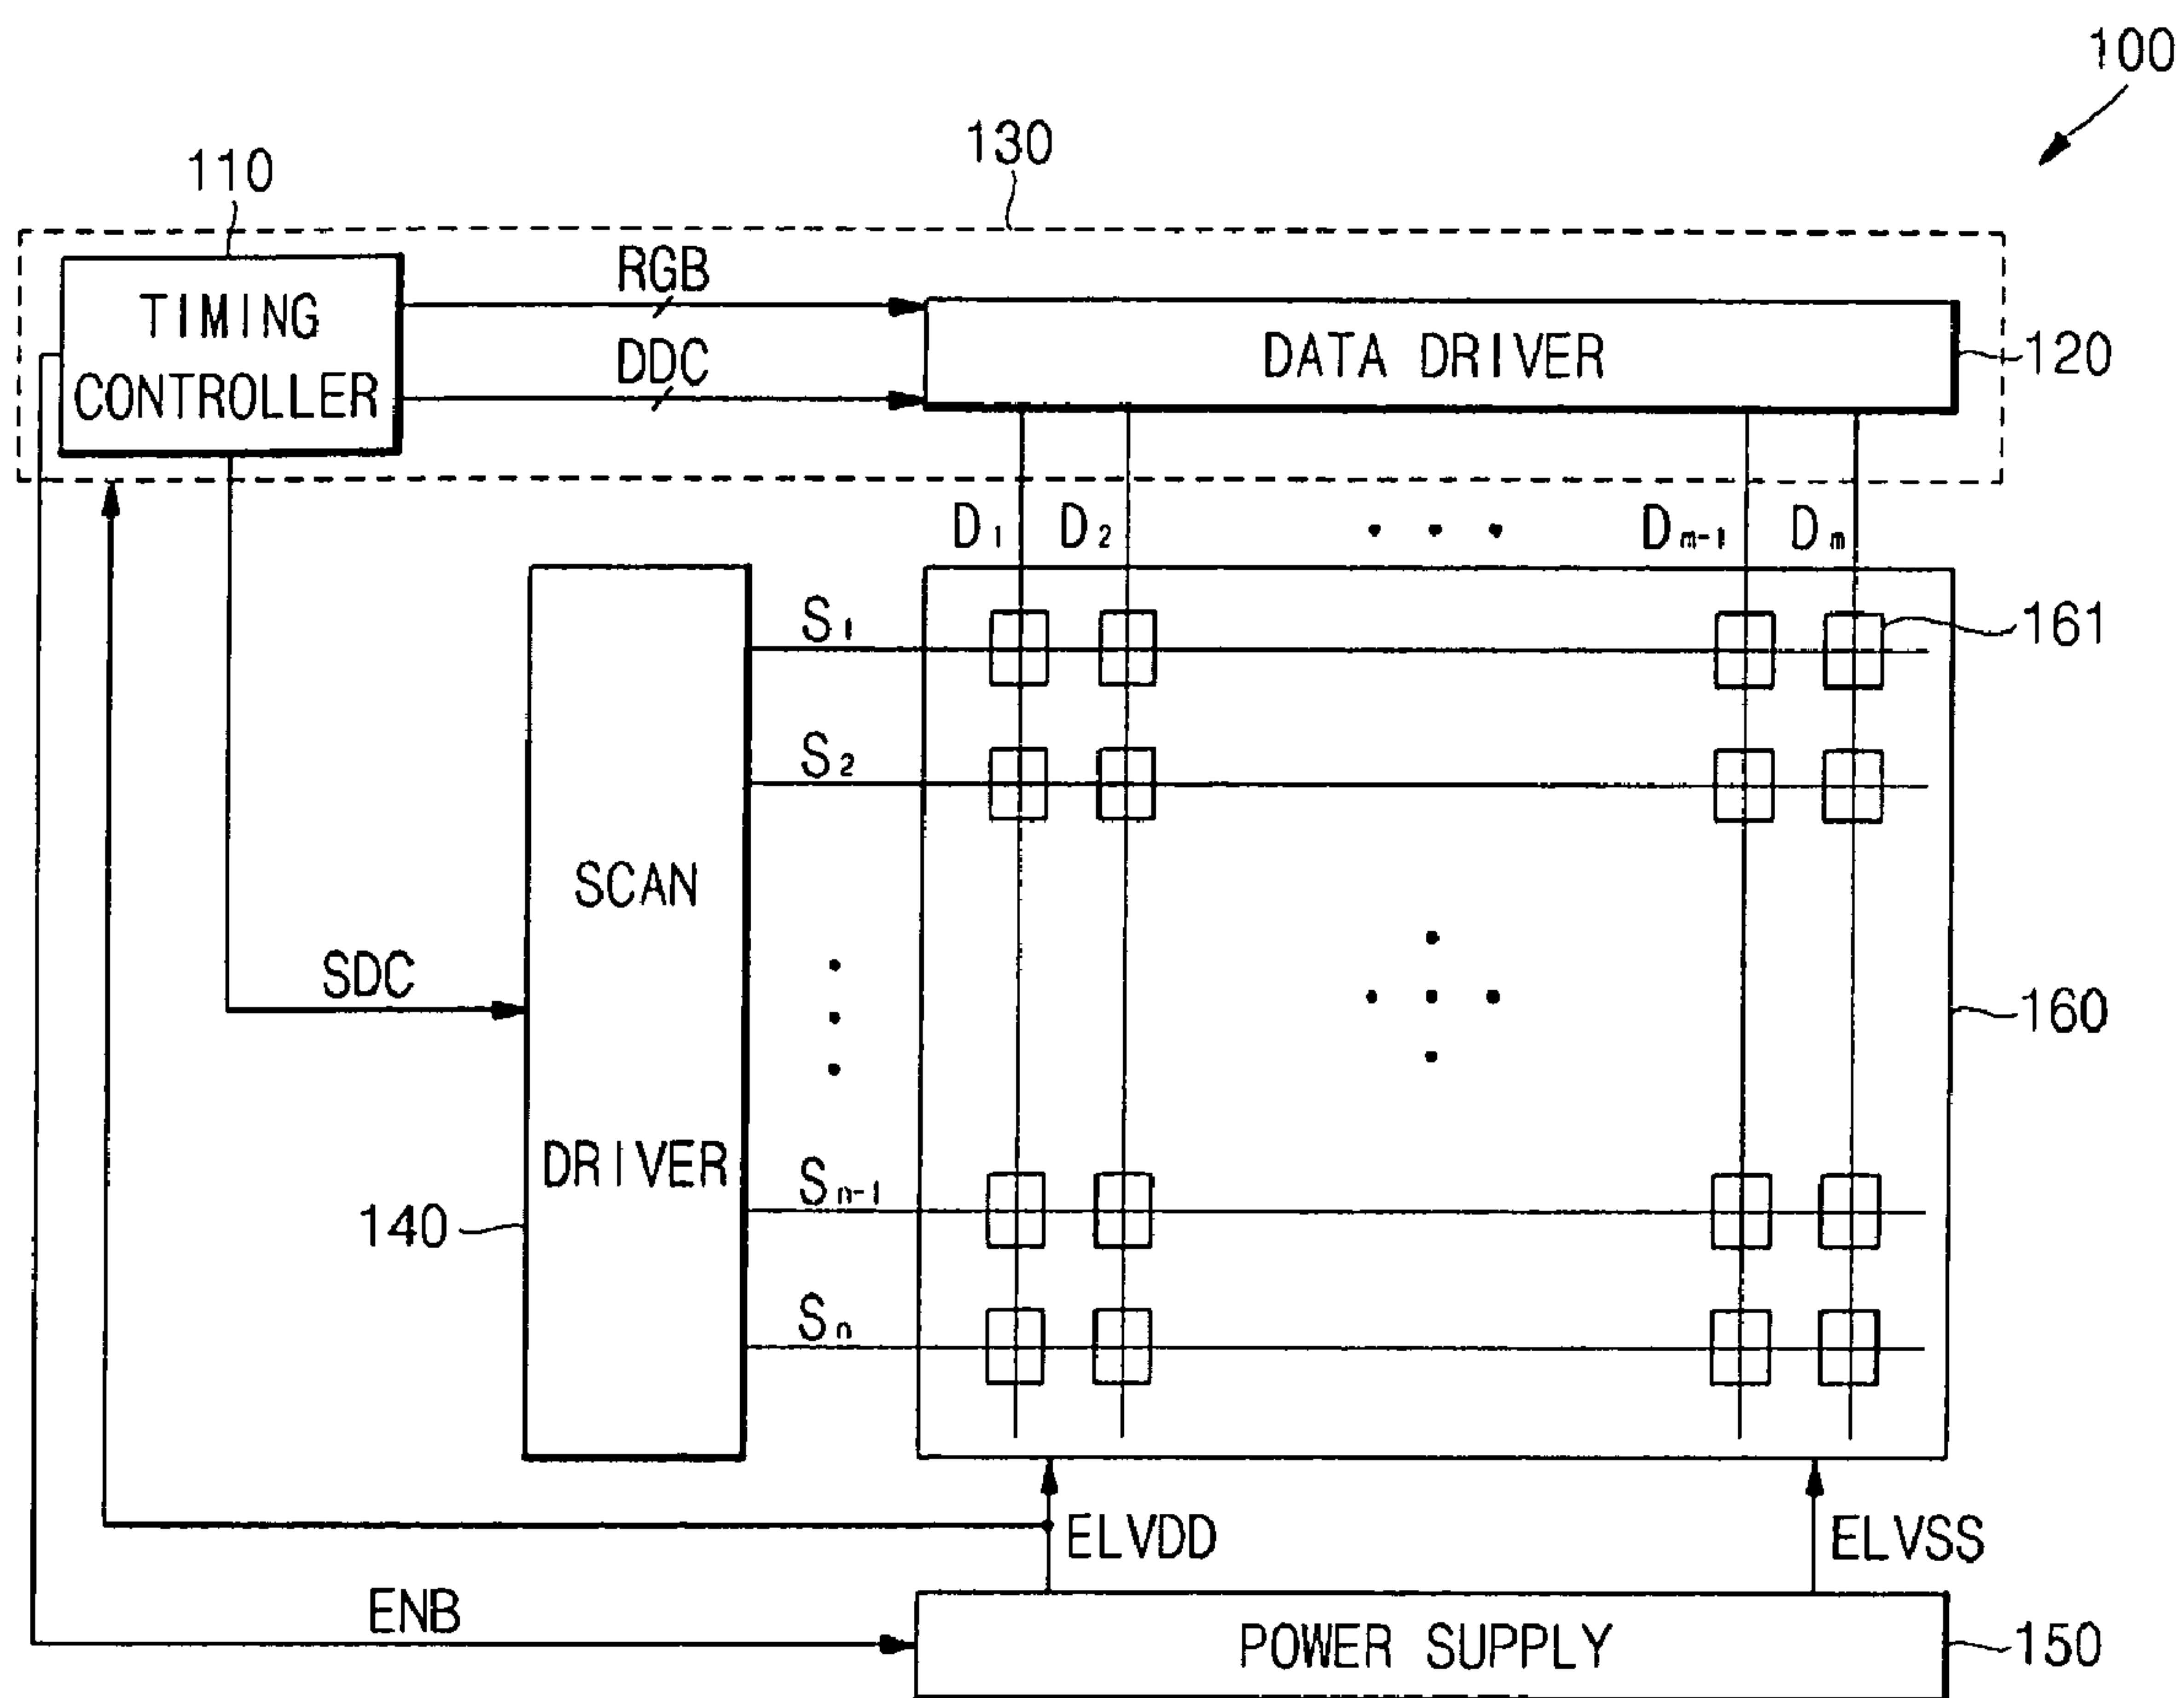 100
130
110
RGB
TIMING
CONTROLLER
DDC
DATA DRIVER
120
D1 D2 • • • Dm-1 Dm
S1
161
S2
SCAN
SDC
160
DRIVER
Sn-1
140
Sn
ELVDD
ELVSS
ENB
POWER SUPPLY
150